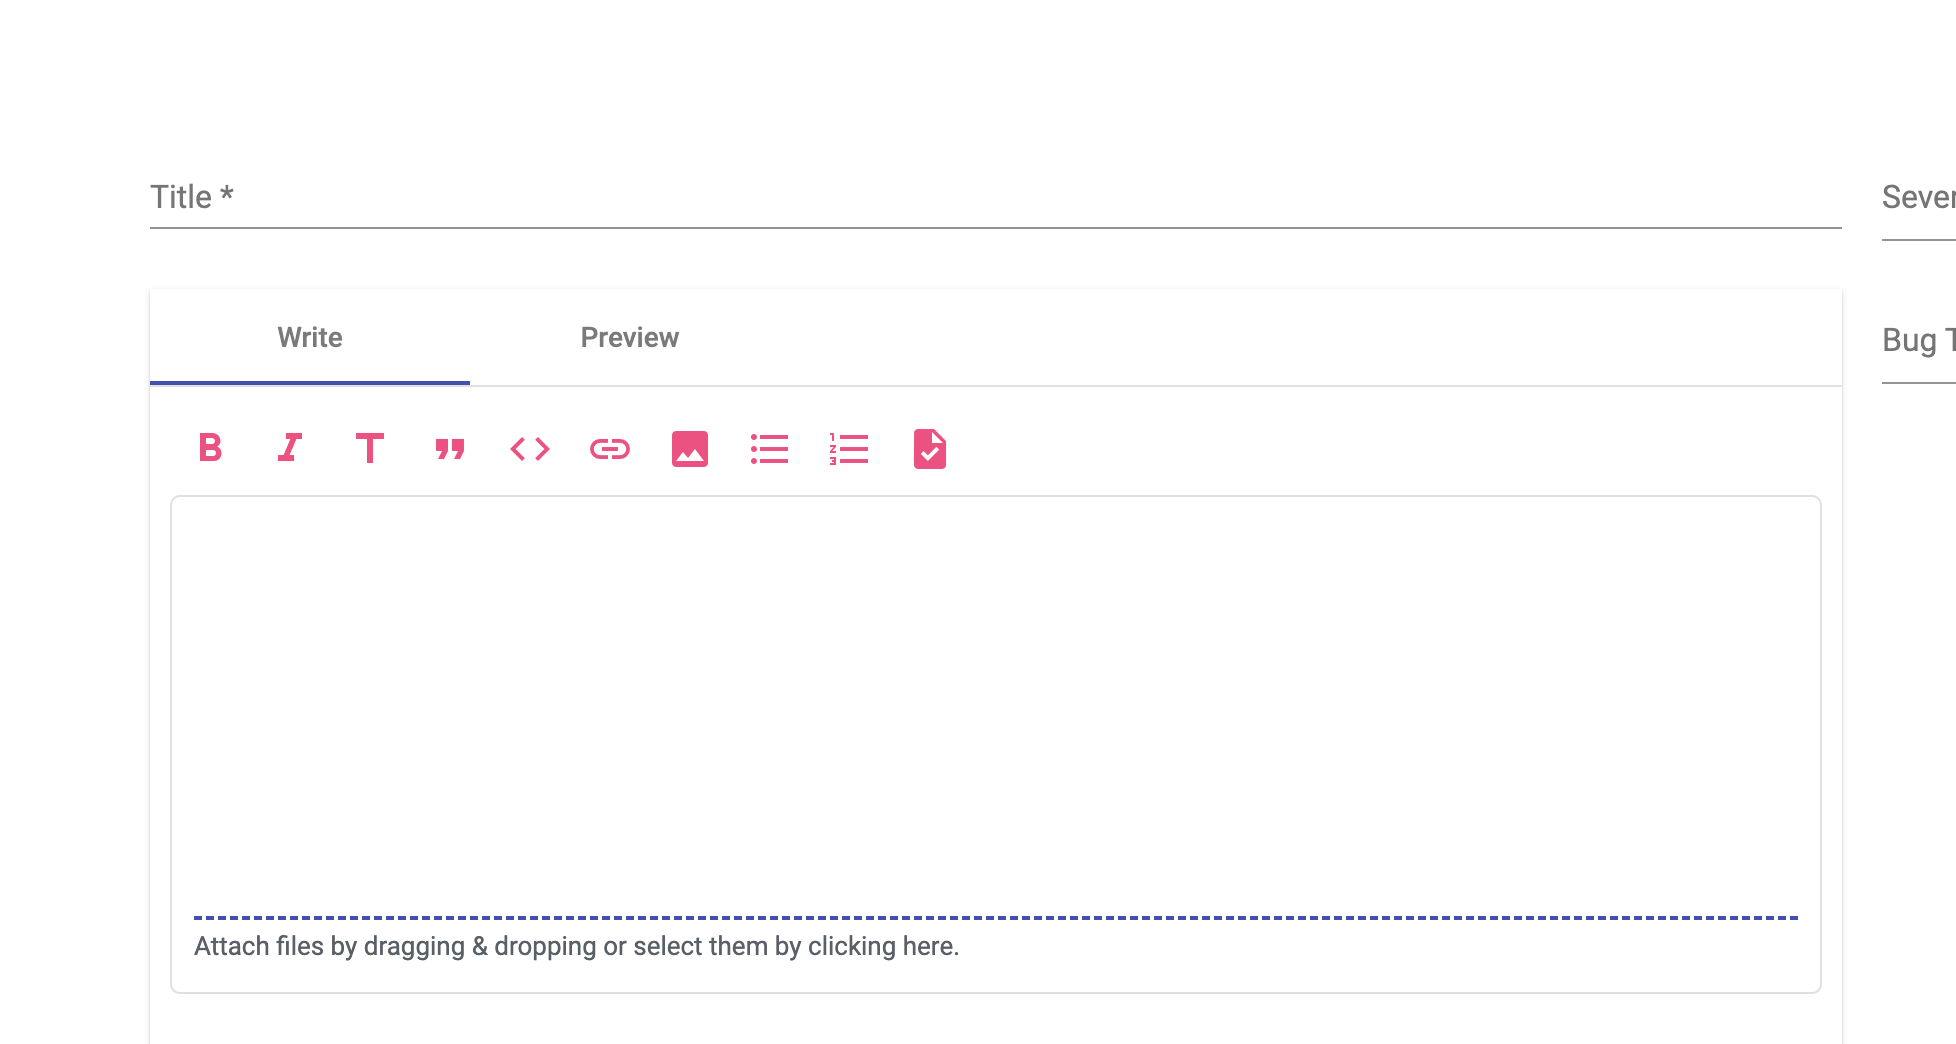 Title *
Sever
Write
Preview
Bug T
Attach files by dragging & dropping or select them by clicking here.